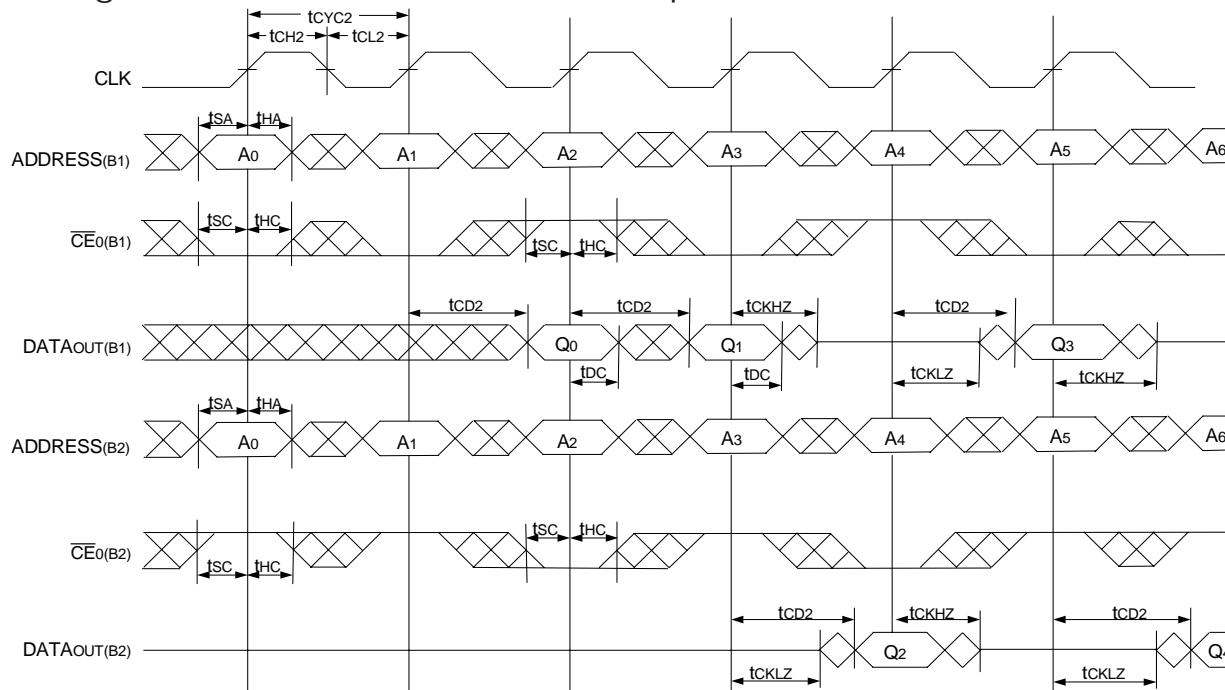 tCYC2
tCH2 tCL2
CLK
tSA tHA
ADDRESS(B1) A0 A1 A2 A3 A4 A5 A6
tSC tHC
CE0(B1) tSC tHC
tCD2 tCD2 tCKHZ tCD2
DATAOUT(B1) Q0 Q1 Q3
tDC tDC tCKLZ tCKHZ
tSA tHA
ADDRESS(B2) A0 A1 A2 A3 A4 A5 A6
tSC tHC
CE0(B2)
tSC tHC
tCD2 tCKHZ tCD2
DATAOUT(B2) Q2
tCKLZ tCKLZ